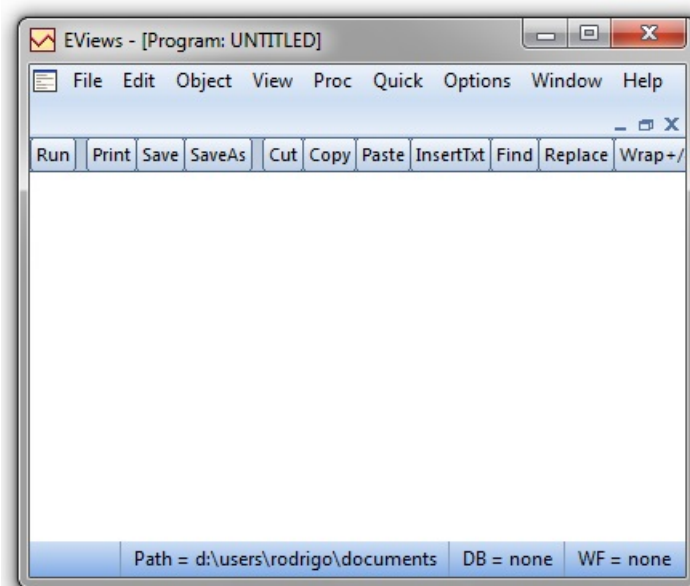 EViews - [Program: UNTITLED]
File Edit Object View Proc Quick Options Window Help
Run Print Save SaveAs Cut Copy Paste InsertTxt Find Replace Wrap+/
Path = d:\users\rodrigo\documents DB = none WF = none